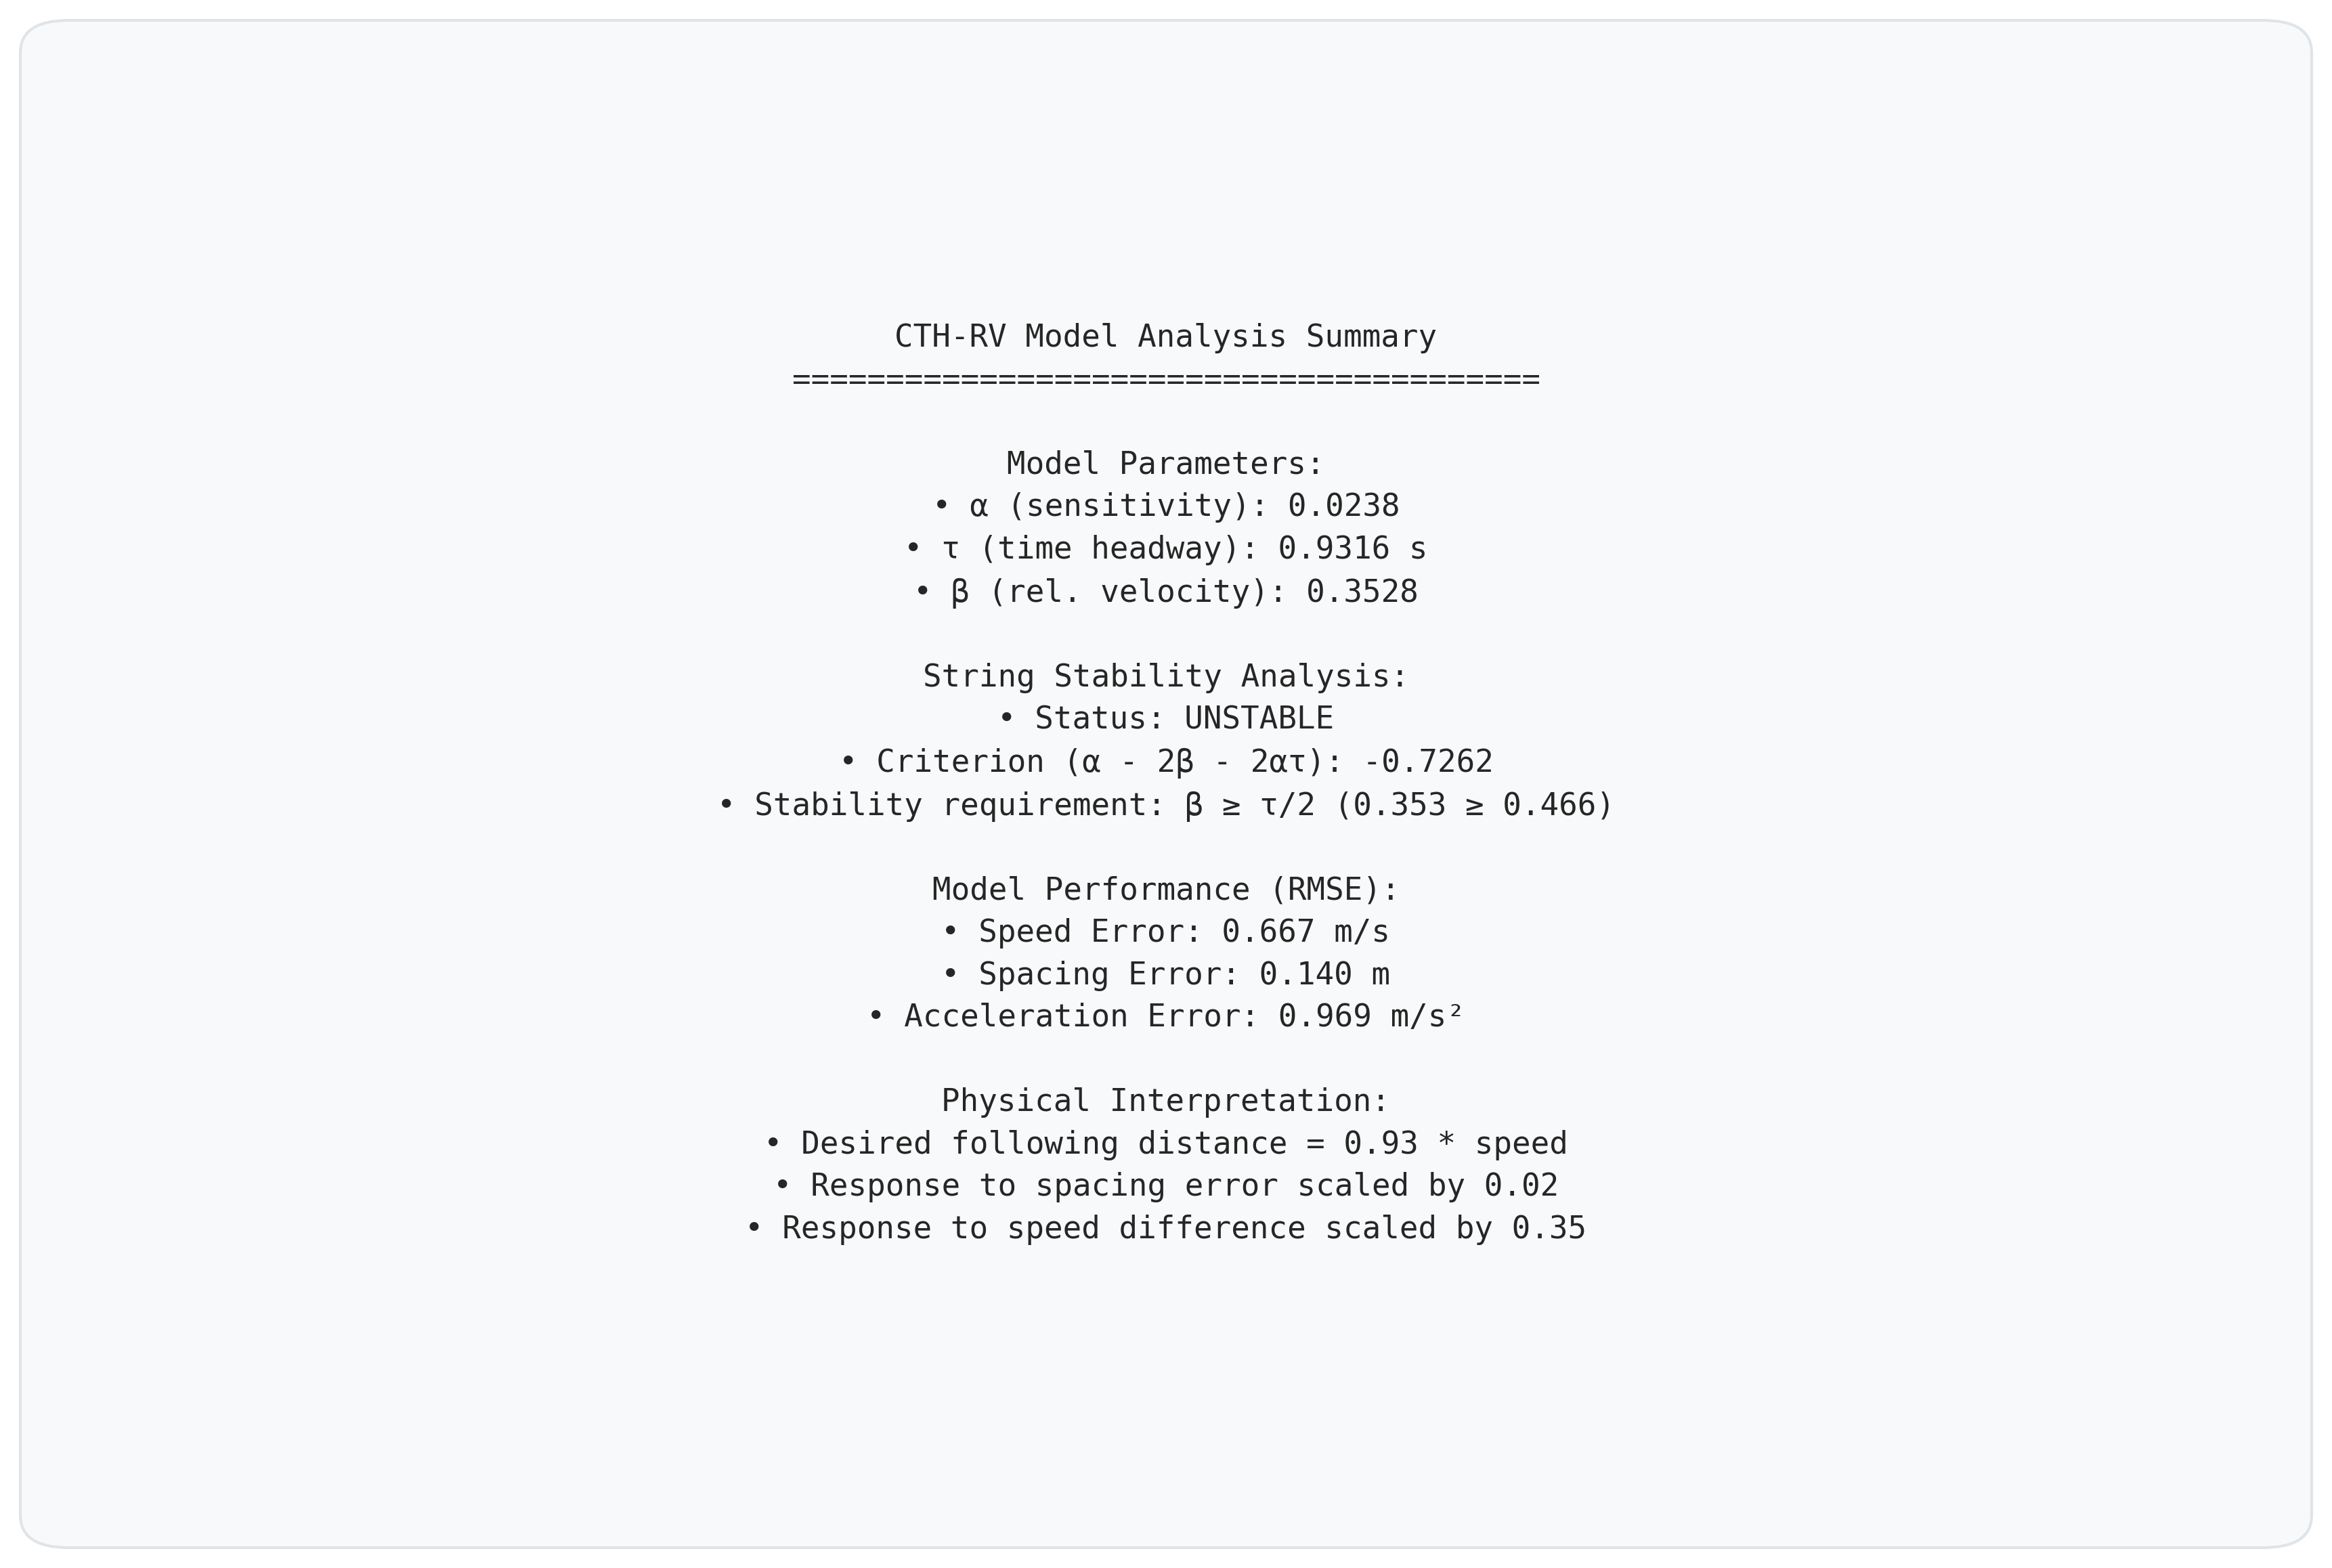 CTH-RV Model Analysis Summary
========================================
Model Parameters:
• α (sensitivity): 0.0238
• τ (time headway): 0.9316 s
• β (rel. velocity): 0.3528
String Stability Analysis:
• Status: UNSTABLE
• Criterion (α - 2β - 2ατ): -0.7262
• Stability requirement: β ≥ τ/2 (0.353 ≥ 0.466)
Model Performance (RMSE):
• Speed Error: 0.667 m/s
• Spacing Error: 0.140 m
• Acceleration Error: 0.969 m/s²
Physical Interpretation:
• Desired following distance = 0.93 * speed
• Response to spacing error scaled by 0.02
• Response to speed difference scaled by 0.35